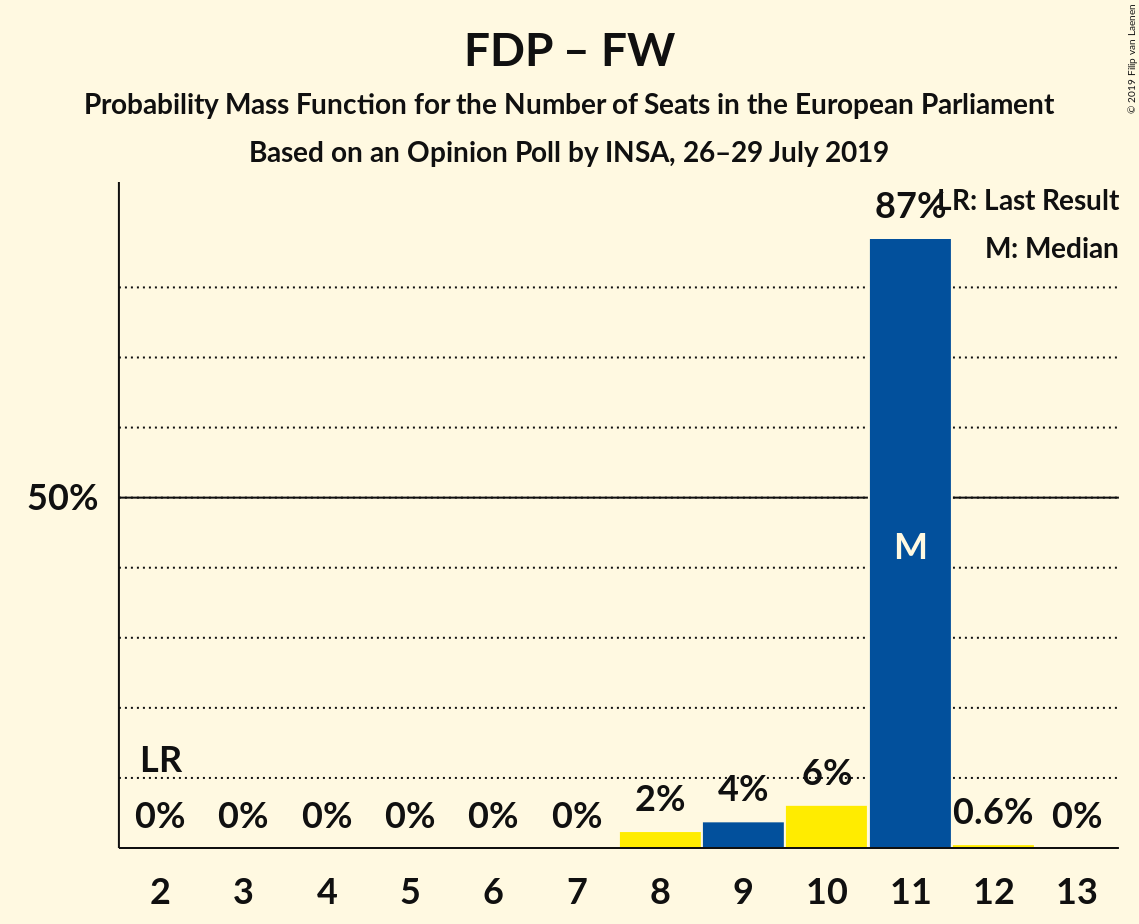 FDP – FW
Probability Mass Function for the Number of Seats in the European Parliament
Based on an Opinion Poll by INSA, 26–29 July 2019
© 2019 Filip van Laenen
LR: Last Result
M: Median
87%
50%
M
LR
0% 0% 0% 0% 0% 0% 2% 4% 6% 0.6% 0%
2 3 4 5 6 7 8 9 10 11 12 13